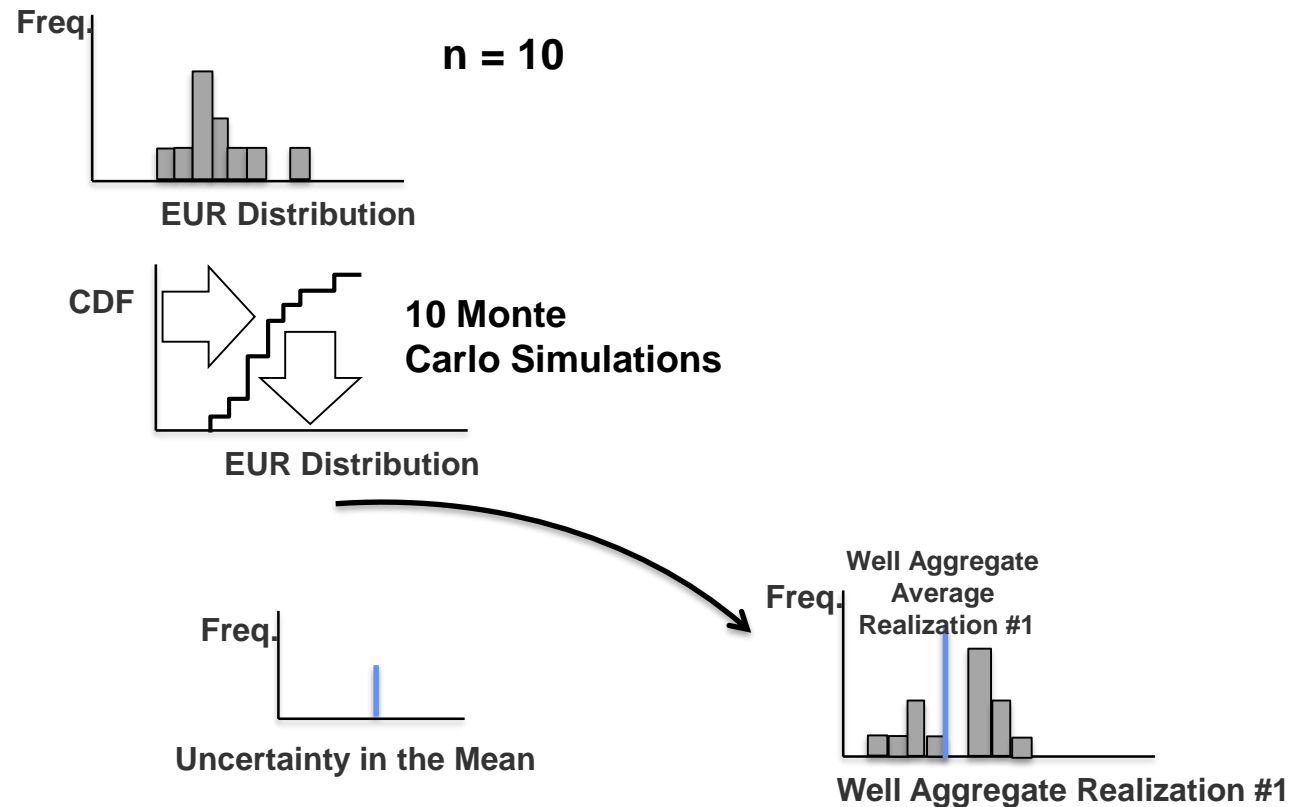 Freq.
n = 10
EUR Distribution
CDF
10 Monte
Carlo Simulations
EUR Distribution
Well Aggregate
Average
Realization #1
Freq.
Freq.
Uncertainty in the Mean
Well Aggregate Realization #1